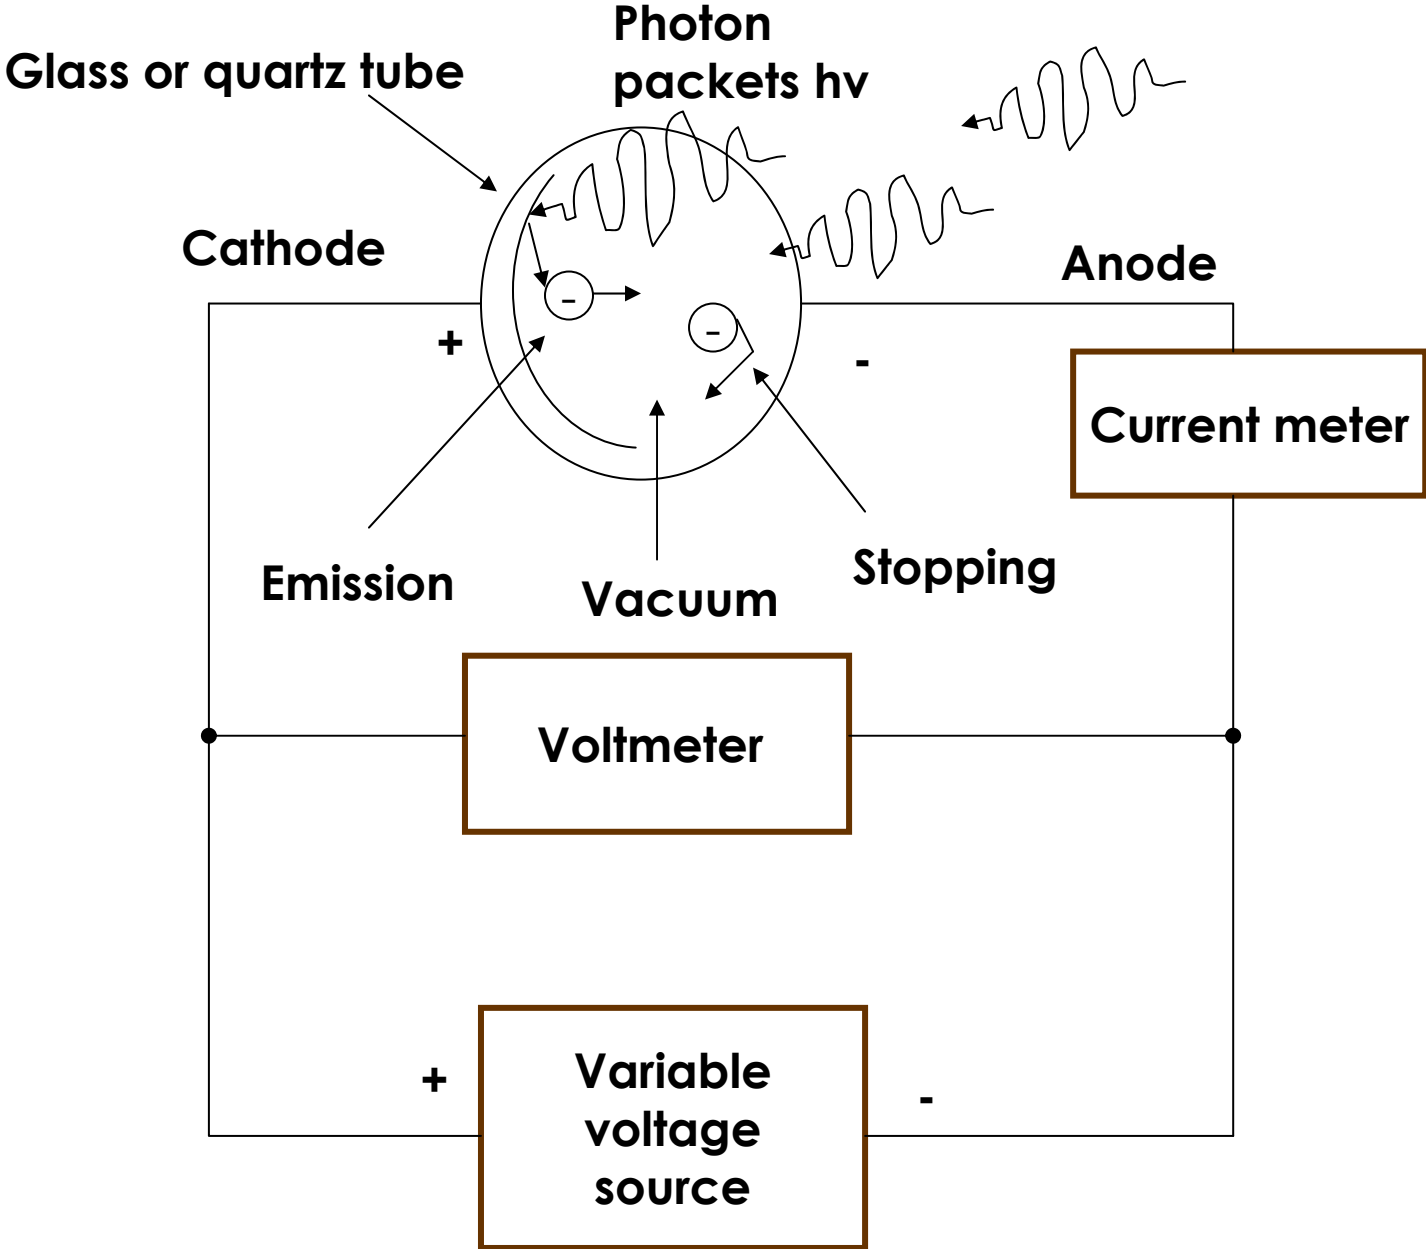 Photon
packets hv
Glass or quartz tube
Cathode
Anode
+
-
-
-
Current meter
Emission
Vacuum
Stopping
Voltmeter
+
-
Variable
voltage
source